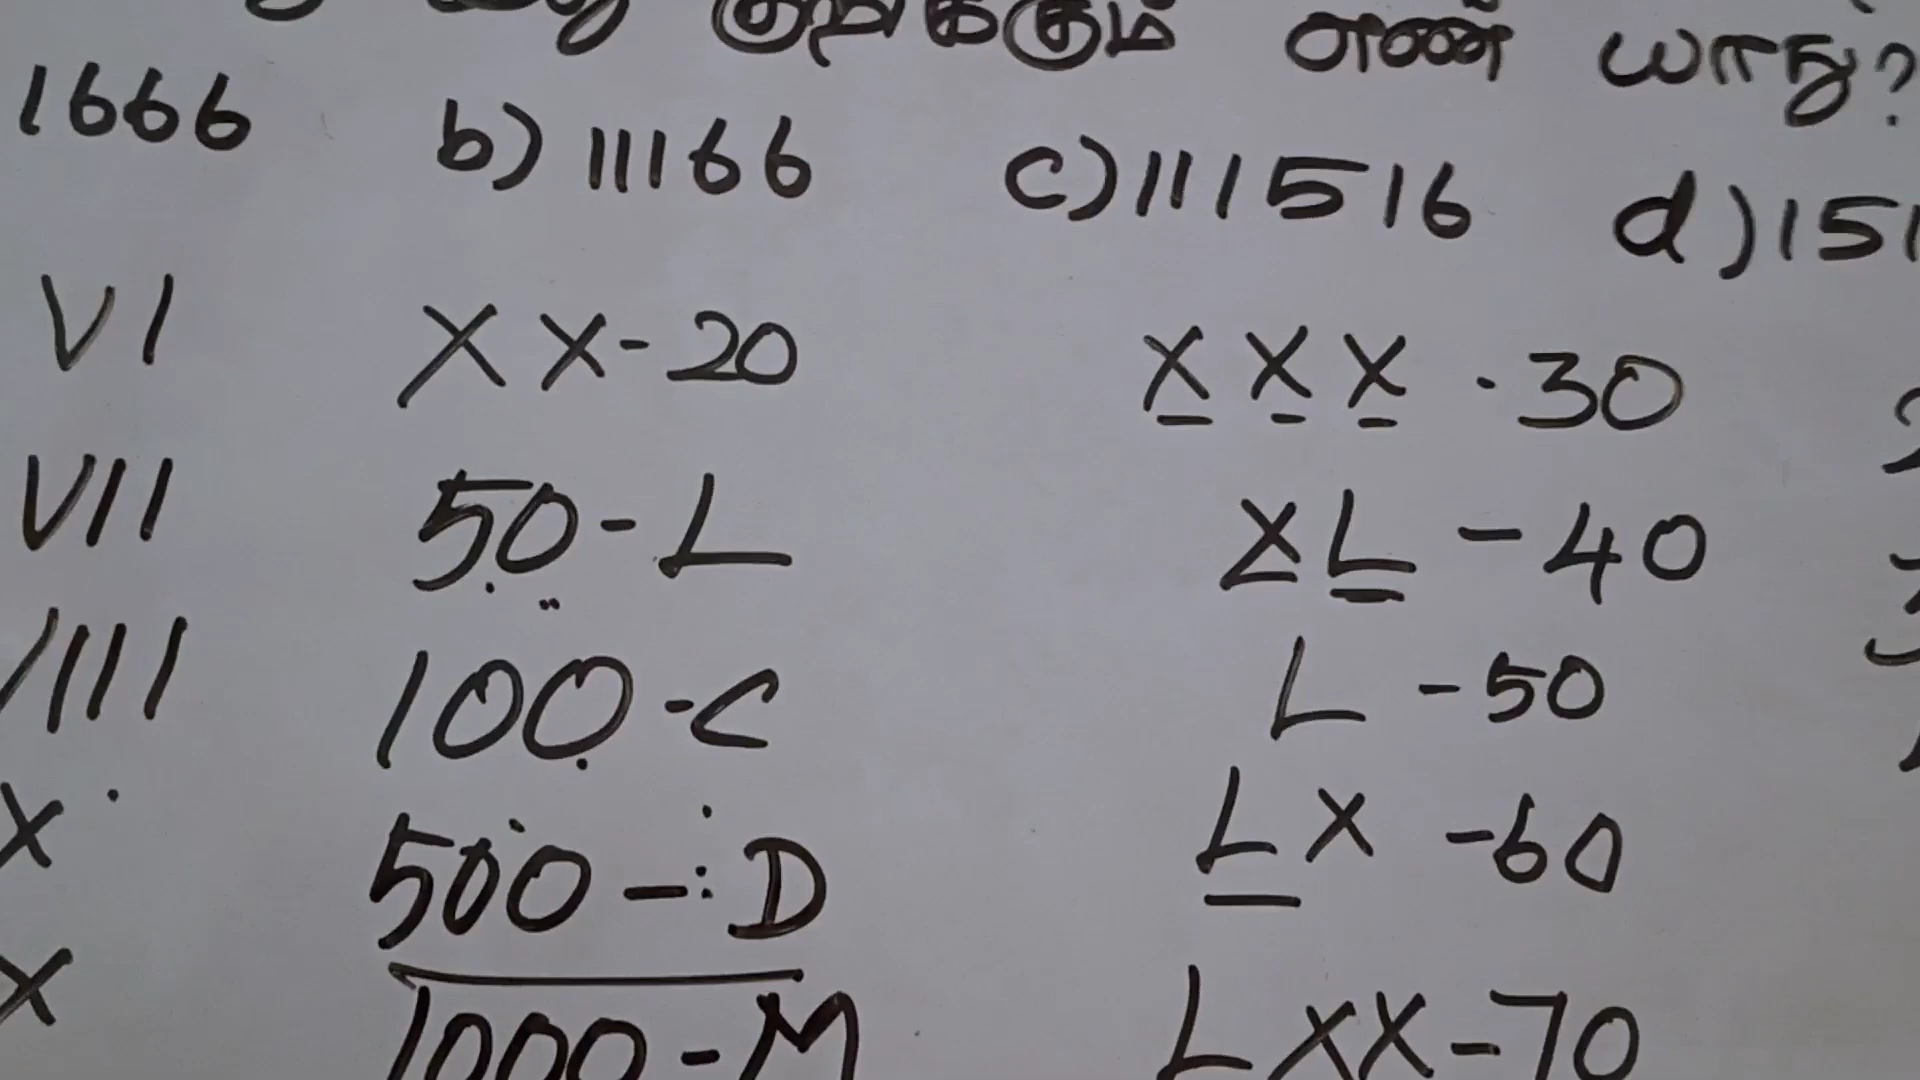 குறிக்கும் எண் யாது?
1666 b) 11166 c) 111516 d) 151
VI XX-20 XXX-30
VII 50-L XL-40
100-C L-50
X 500-D LX-60
X 1000-M LXX-70